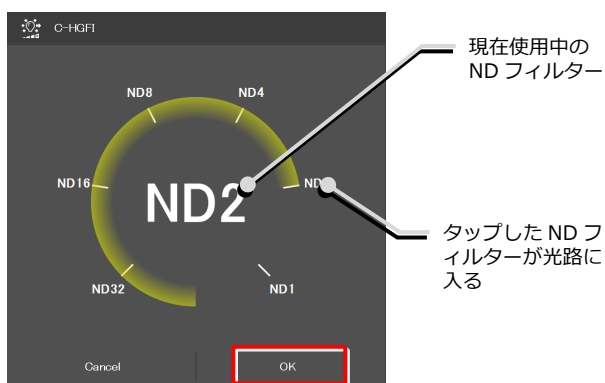 C-HGFI
現在使用中の
ND フィルター
ND8
ND4
ND16
ND2
ND
タップした ND フ
ィルターが光路に
入る
ND32
ND1
Cancel
OK